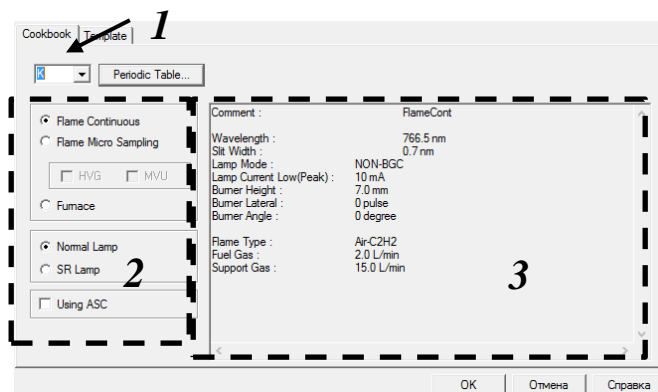 1
Cookbook Template
K Periodic Table...
Flame Continuous
Flame Micro Sampling
HVG MVU
Furnace
Normal Lamp
SR Lamp
2
Using ASC
Comment : FlameCont
Wavelength : 766.5 nm
Slit Width : 0.7 nm
Lamp Mode : NON-BGC
Lamp Current Low(Peak) : 10 mA
Burner Height : 7.0 mm
Burner Lateral : 0 pulse
Burner Angle : 0 degree
Flame Type : Air-C2H2
Fuel Gas : 2.0 L/min
Support Gas : 15.0 L/min
3
OK Отмена Справка